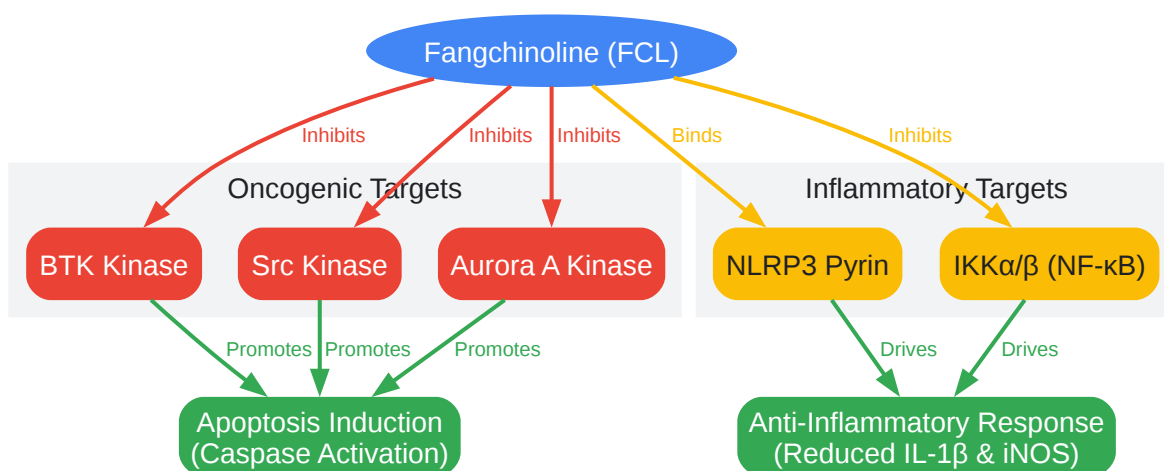 Fangchinoline (FCL)
Inhibits
Inhibits
Inhibits
Binds
Inhibits
Oncogenic Targets
Inflammatory Targets
BTK Kinase
Src Kinase
Aurora A Kinase
NLRP3 Pyrin
IKKα/β (NF-κB)
Promotes
Promotes
Promotes
Drives
Drives
Apoptosis Induction
(Caspase Activation)
Anti-Inflammatory Response
(Reduced IL-1β & iNOS)